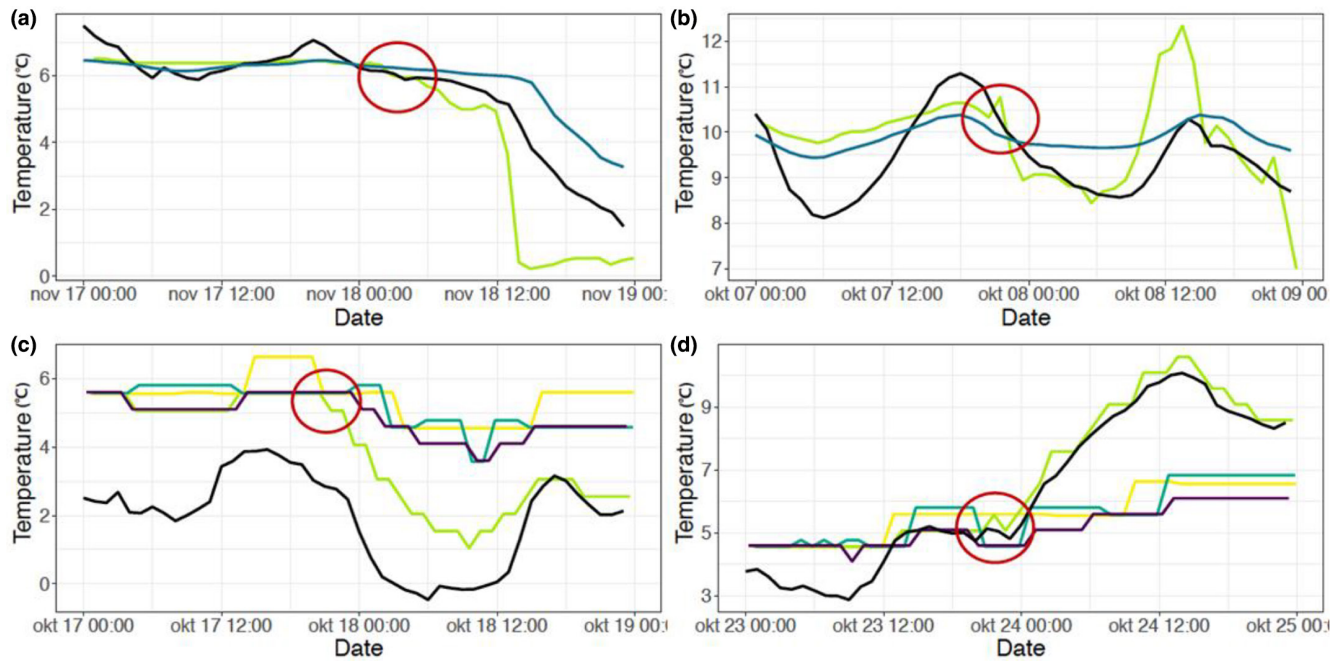 (a)
Temperature (°C)
6
4
2
0
nov 17 00:00 nov 17 12:00 nov 18 00:00 nov 18 12:00 nov 19 00:
Date
(b)
Temperature (°C)
12
11
10
9
8
7
okt 07 00:00 okt 07 12:00 okt 08 00:00 okt 08 12:00 okt 09 00
Date
(c)
Temperature (°C)
6
4
2
0
okt 17 00:00 okt 17 12:00 okt 18 00:00 okt 18 12:00 okt 19 00:
Date
(d)
Temperature (°C)
9
7
5
3
okt 23 00:00 okt 23 12:00 okt 24 00:00 okt 24 12:00 okt 25 00:
Date